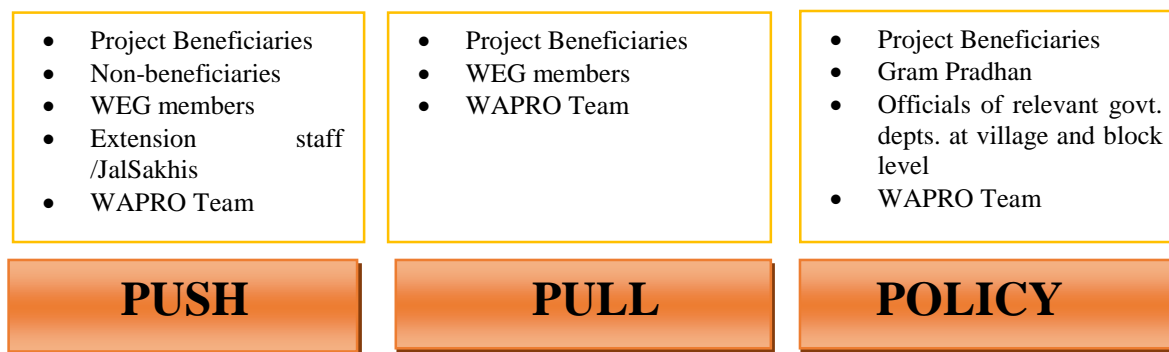 • Project Beneficiaries
• Non-beneficiaries
• WEG members
• Extension staff
/JalSakhis
• WAPRO Team
• Project Beneficiaries
• WEG members
• WAPRO Team
• Project Beneficiaries
• Gram Pradhan
• Officials of relevant govt.
depts. at village and block
level
• WAPRO Team
PUSH
PULL
POLICY